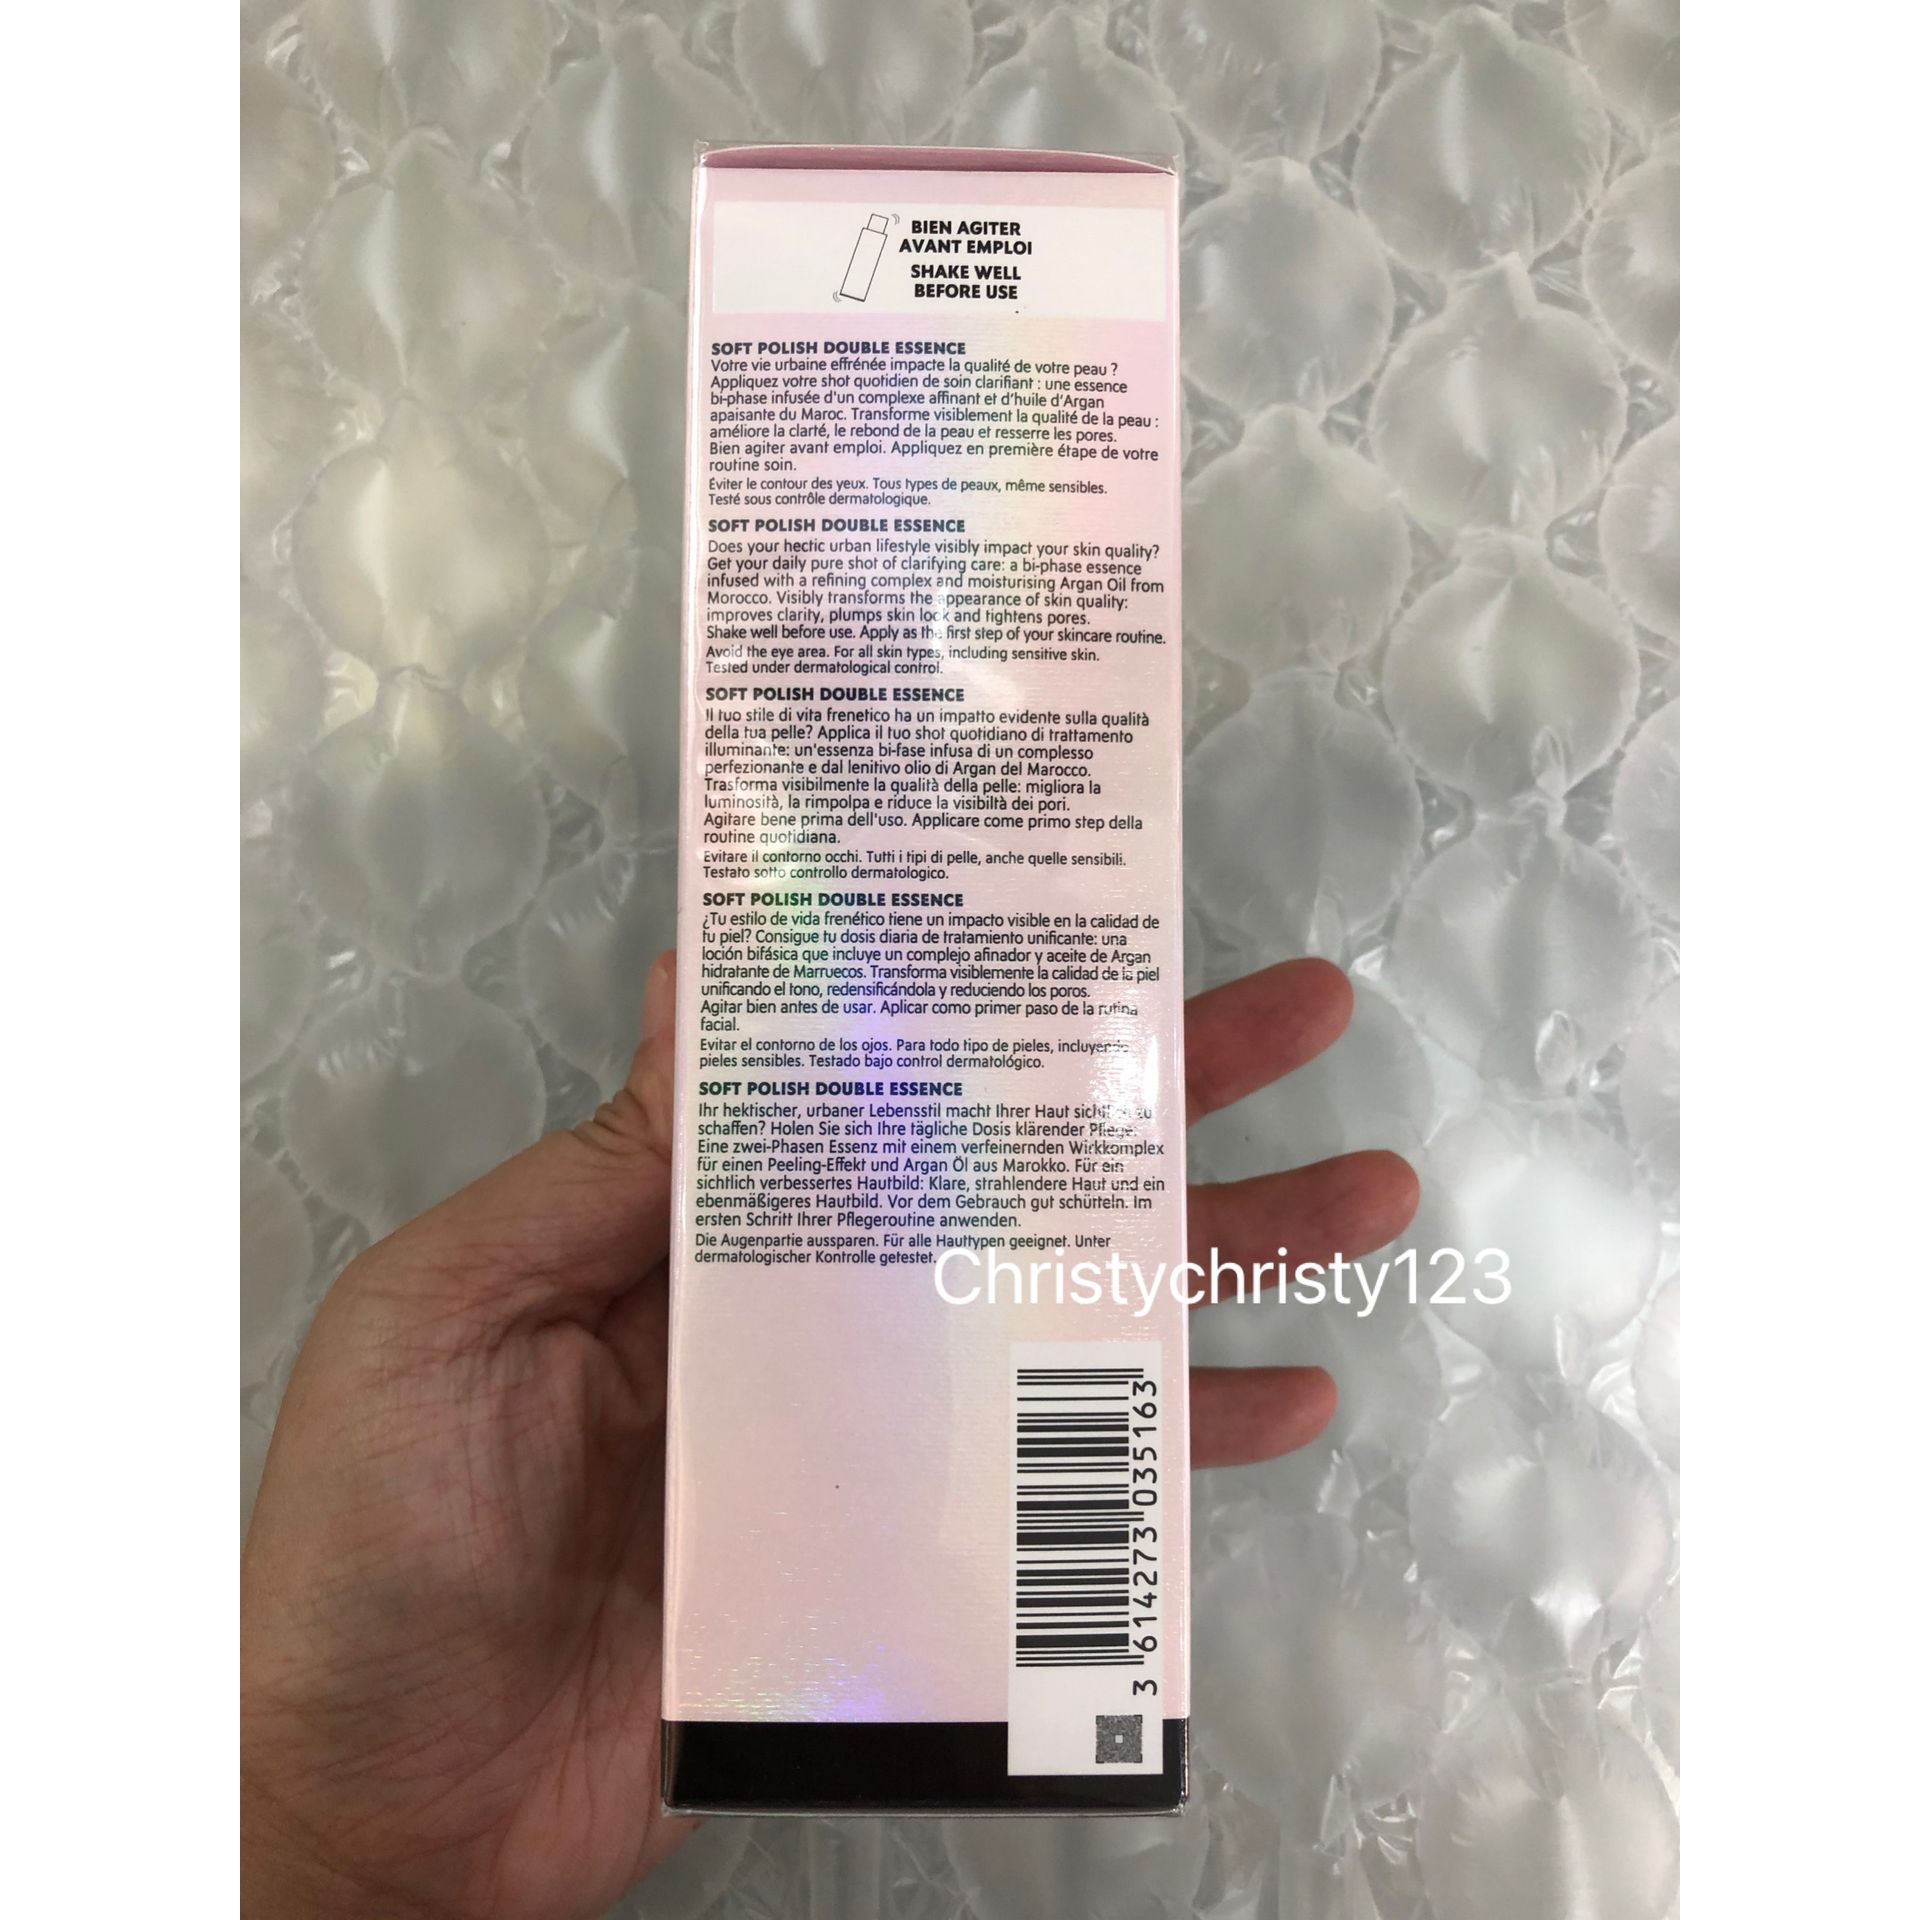 BIEN AGITER
AVANT EMPLOI
SHAKE WELL
BEFORE USE
SOFT POLISH DOUBLE ESSENCE
Votre vie urbaine effrénée impacte la qualité de votre peau ?
Appliquez votre shot quotidien de soin clarifiant : une essence
bi-phase infusée d'un complexe affinant et d'huile d'Argan
apaisante du Maroc. Transforme visiblement la qualité de la peau :
améliore la clarté, le rebond de la peau et resserre les pores.
Bien agiter avant emploi. Appliquez en première étape de votre
routine soin.
Éviter le contour des yeux. Tous types de peaux, même sensibles.
Testé sous contrôle dermatologique.
SOFT POLISH DOUBLE ESSENCE
Does your hectic urban lifestyle visibly impact your skin quality?
Get your daily pure shot of clarifying care: a bi-phase essence
infused with a refining complex and moisturising Argan Oil from
Morocco. Visibly transforms the appearance of skin quality:
improves clarity, plumps skin look and tightens pores.
Shake well before use. Apply as the first step of your skincare routine.
Avoid the eye area. For all skin types, including sensitive skin.
Tested under dermatological control.
SOFT POLISH DOUBLE ESSENCE
Il tuo stile di vita frenetico ha un impatto evidente sulla qualità
della tua pelle? Applica il tuo shot quotidiano di trattamento
illuminante: un'essenza bi-fase infusa di un complesso
perfezionante e dal lenitivo olio di Argan del Marocco.
Trasforma visibilmente la qualità della pelle: migliora la
luminosità, la rimpolpa e riduce la visibiltà dei pori.
Agitare bene prima dell'uso. Applicare come primo step della
routine quotidiana.
Evitare il contorno occhi. Tutti i tipi di pelle, anche quelle sensibili.
Testato sotto controllo dermatologico.
SOFT POLISH DOUBLE ESSENCE
¿Tu estilo de vida frenético tiene un impacto visible en la calidad de
tu piel? Consigue tu dosis diaria de tratamiento unificante: una
loción bifásica que incluye un complejo afinador y aceite de Argan
hidratante de Marruecos. Transforma visiblemente la calidad de la piel
unificando el tono, redensificándola y reduciendo los poros.
Agitar bien antes de usar. Aplicar como primer paso de la rutina
facial.
Evitar el contorno de los ojos. Para todo tipo de pieles, incluyendo
pieles sensibles. Testado bajo control dermatológico.
SOFT POLISH DOUBLE ESSENCE
Ihr hektischer, urbaner Lebensstil macht Ihrer Haut sichtlich zu
schaffen? Holen Sie sich Ihre tägliche Dosis klärender Pflege:
Eine zwei-Phasen Essenz mit einem verfeinernden Wirkkomplex
für einen Peeling-Effekt und Argan Öl aus Marokko. Für ein
sichtlich verbessertes Hautbild: Klare, strahlendere Haut und ein
ebenmäßigeres Hautbild. Vor dem Gebrauch gut schütteln. Im
ersten Schritt Ihrer Pflegeroutine anwenden.
Die Augenpartie aussparen. Für alle Hauttypen geeignet. Unter
dermatologischer Kontrolle getestet.
Christychristy123
3 614273 035163